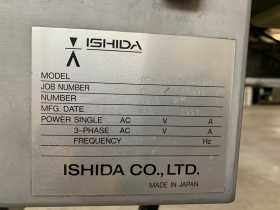 ISHIDA
MODEL
JOB NUMBER
NUMBER
MFG. DATE
POWER SINGLE AC V A
3-PHASE AC V A
FREQUENCY Hz
ISHIDA CO., LTD.
MADE IN JAPAN